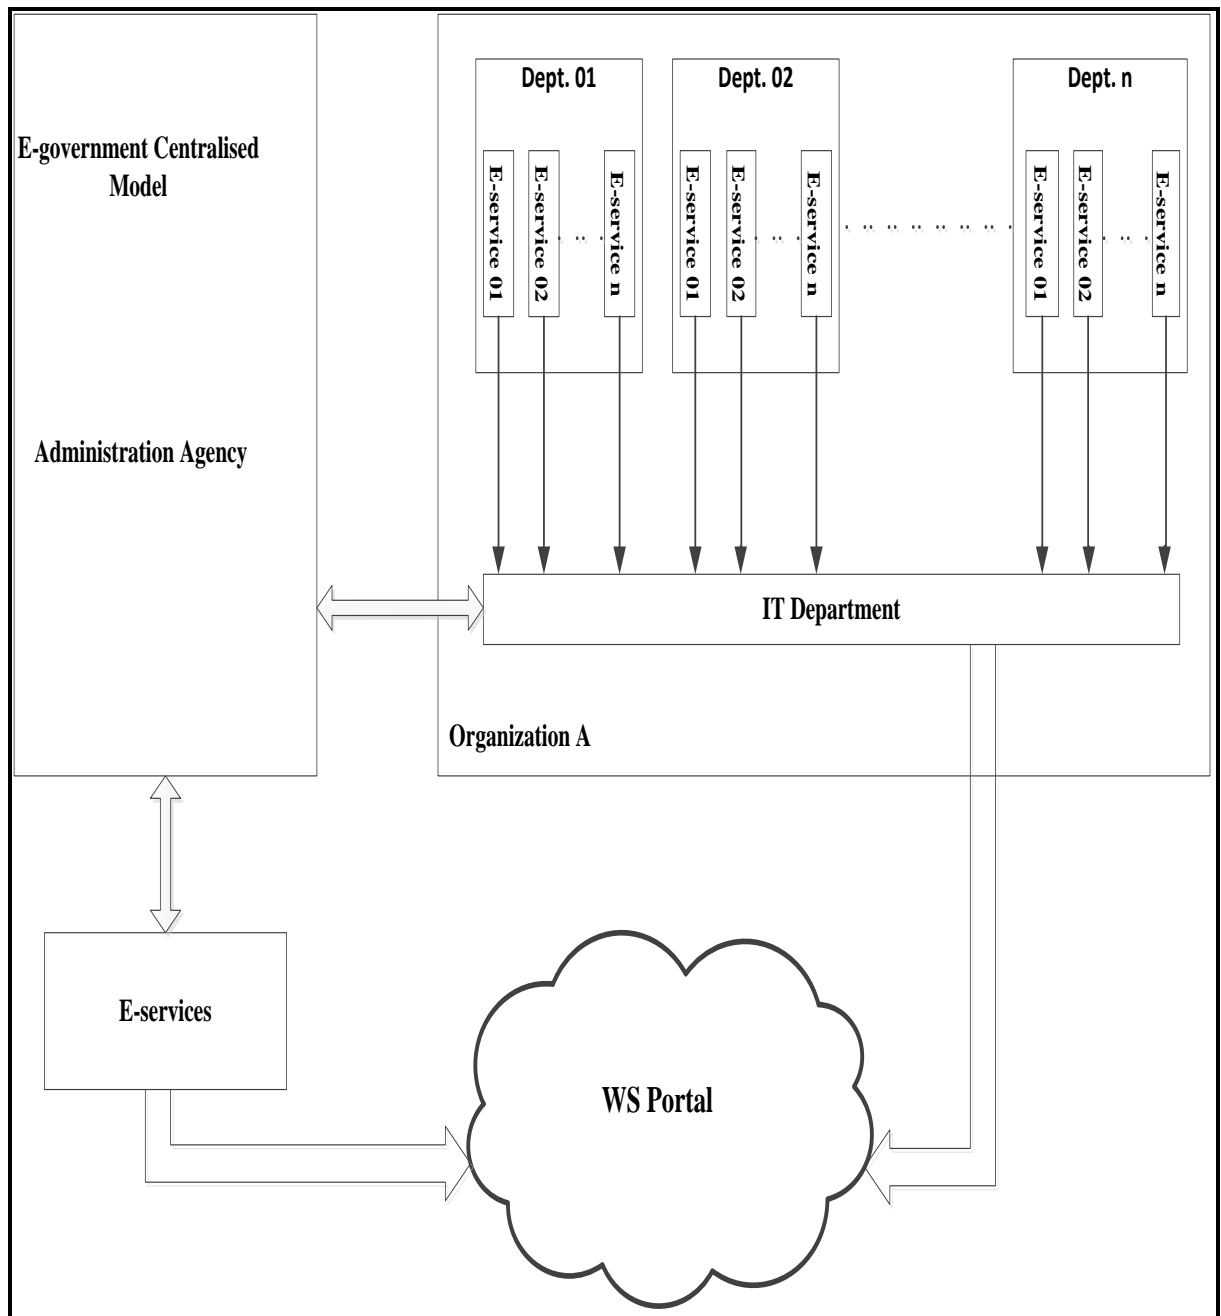 E-government Centralised
Model
Administration Agency
Dept. 01
E-service 01
E-service 02
E-service n
Dept. 02
E-service 01
E-service 02
E-service n
Dept. n
E-service 01
E-service 02
E-service n
IT Department
Organization A
E-services
WS Portal